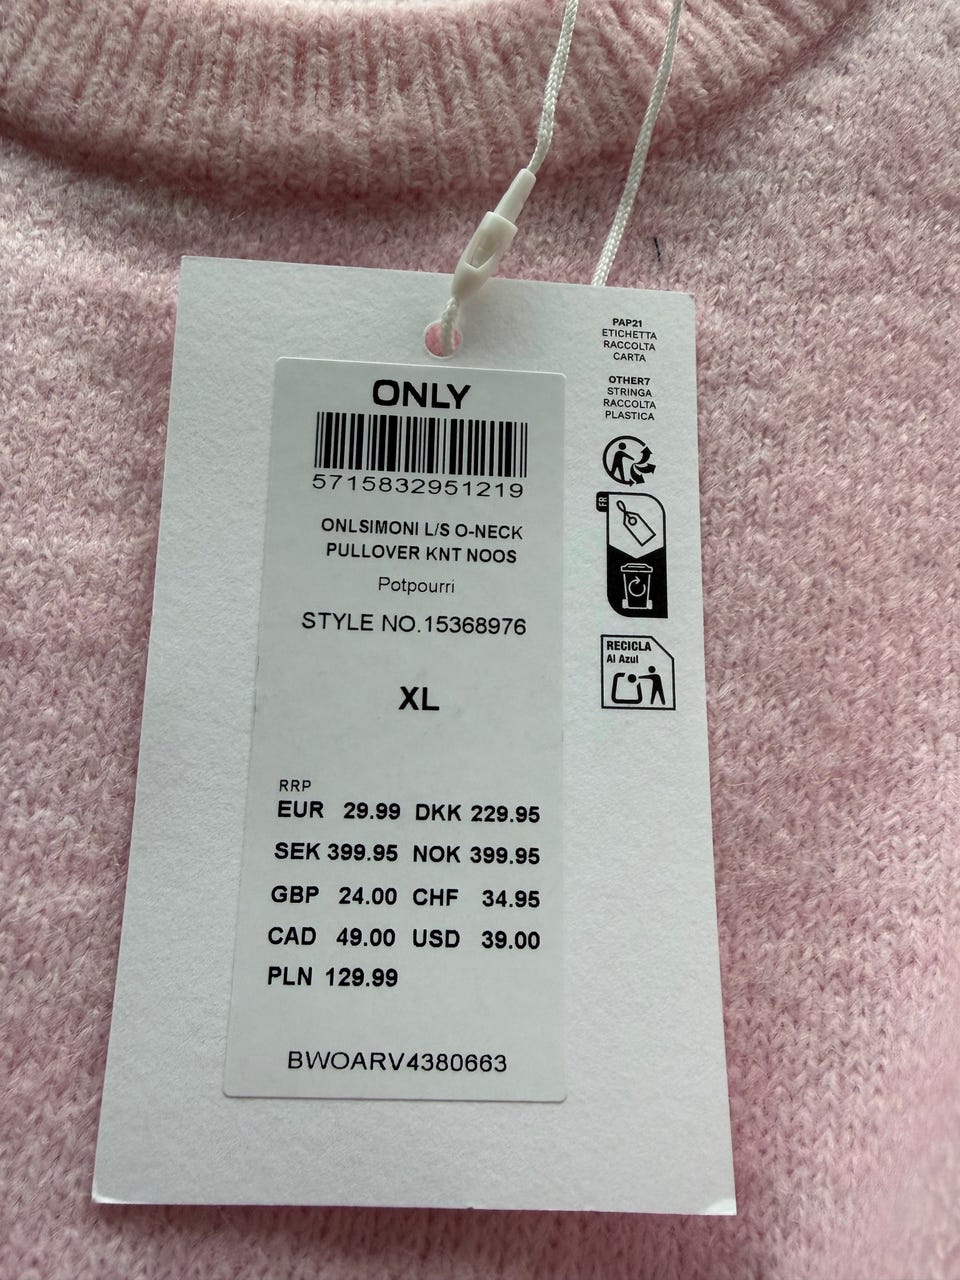 ONLY
5715832951219
ONLSIMONI L/S O-NECK
PULLOVER KNT NOOS
Potpourri
STYLE NO.15368976
XL
RRP
EUR 29.99 DKK 229.95
SEK 399.95 NOK 399.95
GBP 24.00 CHF 34.95
CAD 49.00 USD 39.00
PLN 129.99
BWOARV4380663
PAP21
ETICHETTA
RACCOLTA
CARTA
OTHER7
STRINGA
RACCOLTA
PLASTICA
FR
RECICLA
Al Azul